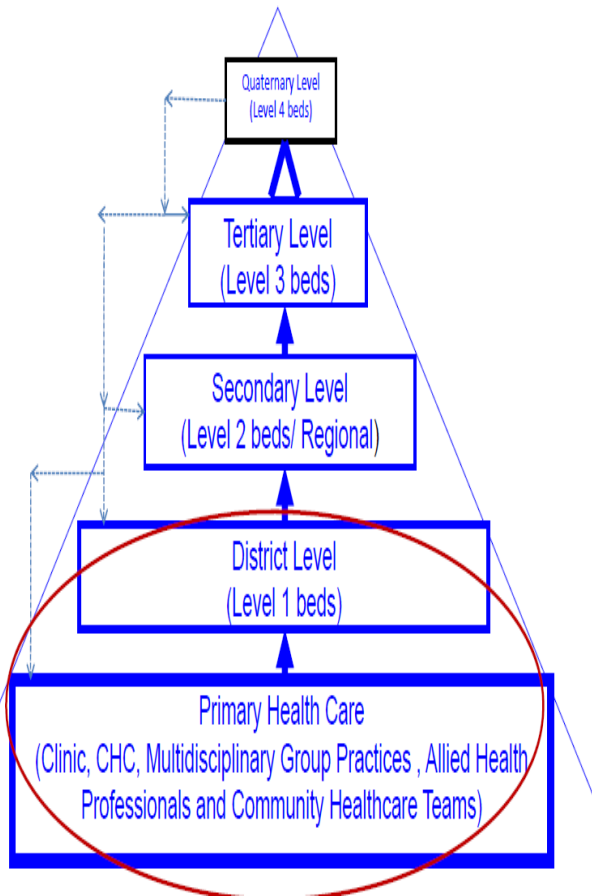 Quaternary Level
(Level 4 beds)
Tertiary Level
(Level 3 beds)
Secondary Level
(Level 2 beds/ Regional)
District Level
(Level 1 beds)
Primary Health Care
(Clinic, CHC, Multidisciplinary Group Practices , Allied Health
Professionals and Community Healthcare Teams)